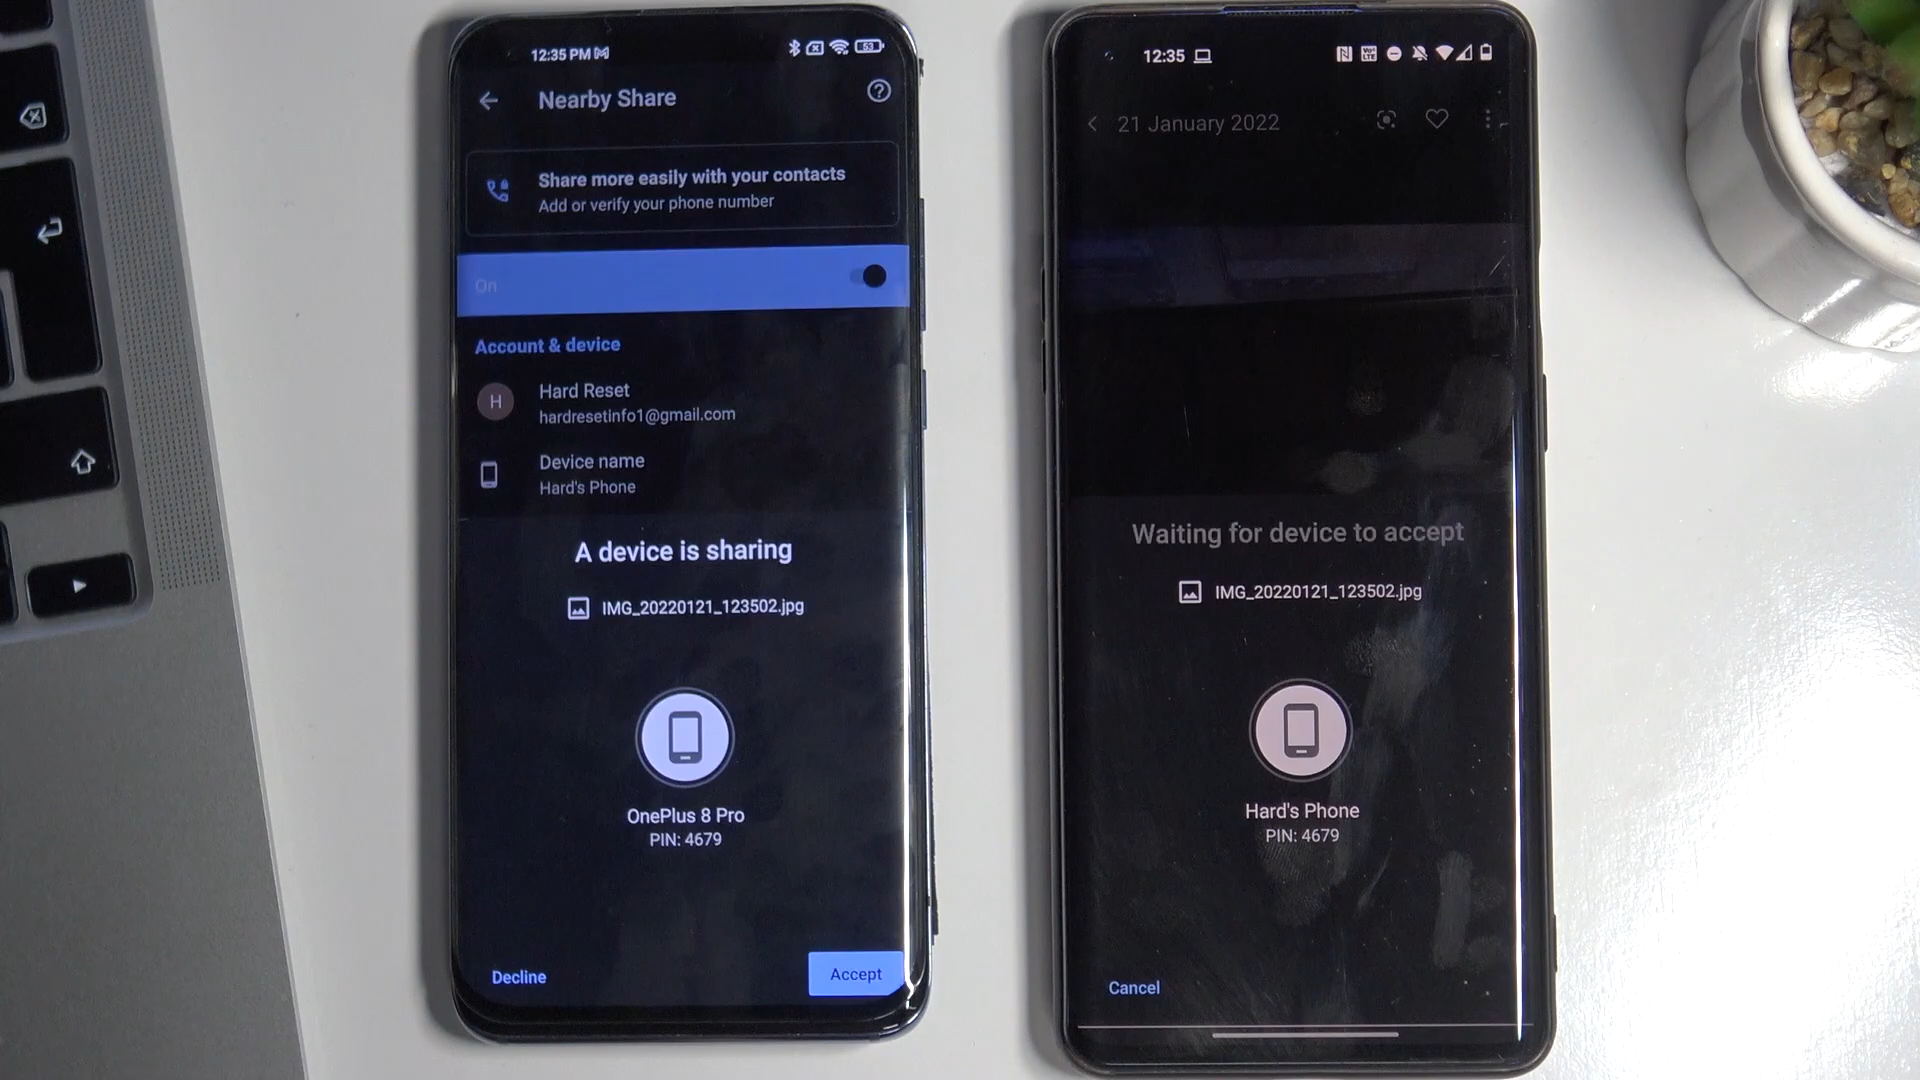 12:35 PM
53
Nearby Share
Share more easily with your contacts
Add or verify your phone number
On
Account & device
H
Hard Reset
hardresetinfo1@gmail.com
Device name
Hard's Phone
A device is sharing
IMG_20220121_123502.jpg
OnePlus 8 Pro
PIN: 4679
Decline
Accept
12:35
21 January 2022
Waiting for device to accept
IMG_20220121_123502.jpg
Hard's Phone
PIN: 4679
Cancel